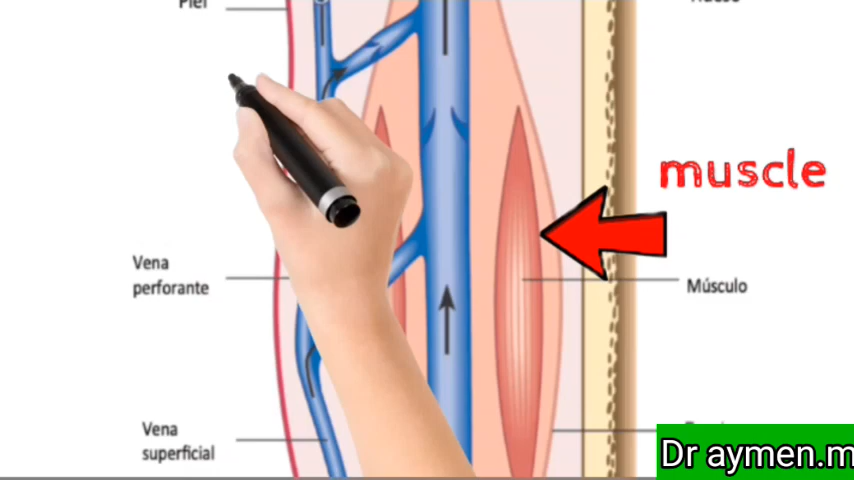 Piel
muscle
Vena
perforante
Músculo
Vena
superficial
Dr aymen.m